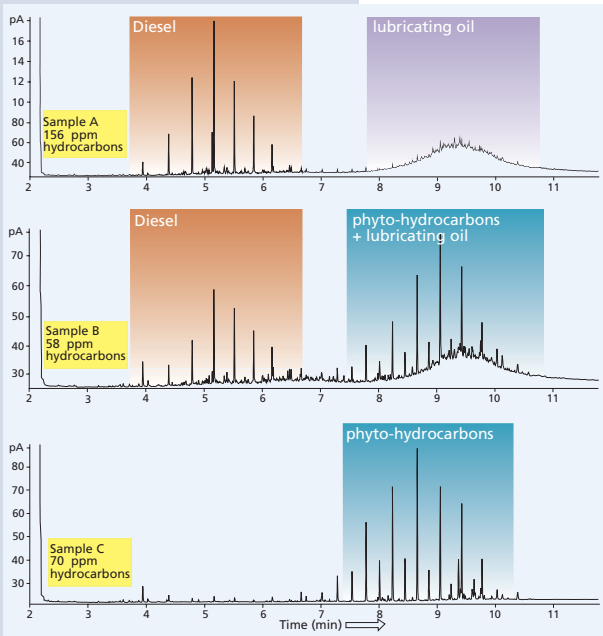 Diesel
lubricating oil
pA
16
14
12
10
80
60
40
Sample A
156 ppm
hydrocarbons
2 3 4 5 6 7 8 9 10 11
Diesel
phyto-hydrocarbons
+ lubricating oil
pA
70
60
50
40
30
Sample B
58 ppm
hydrocarbons
2 3 4 5 6 7 8 9 10 11
phyto-hydrocarbons
pA
80
70
60
50
40
30
Sample C
70 ppm
hydrocarbons
2 3 4 5 6 7 8 9 10 11
Time (min)